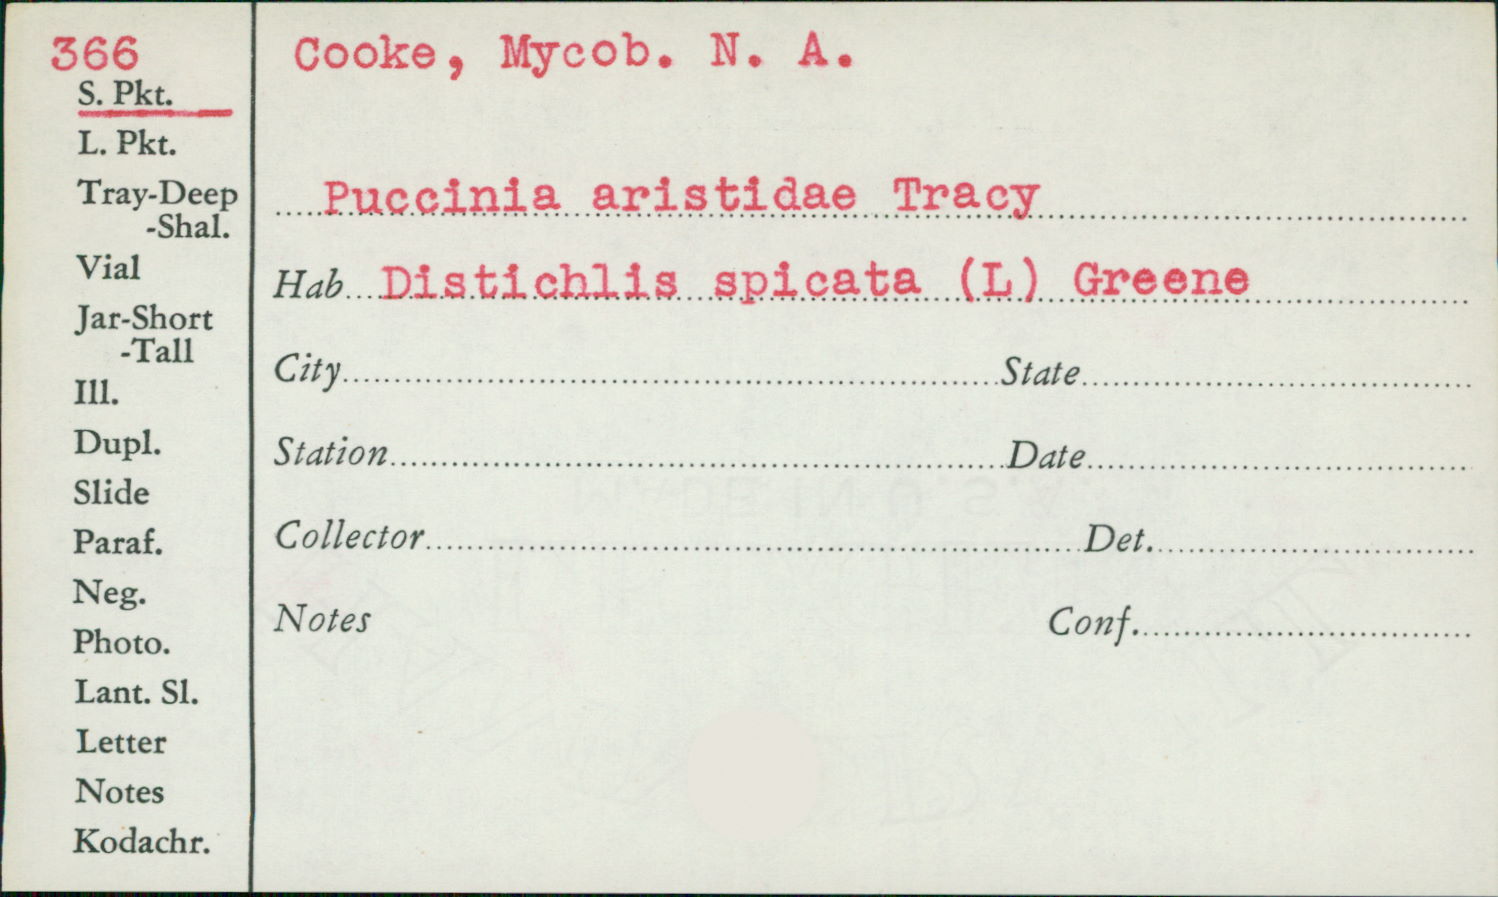 366
S. Pkt.
L. Pkt.
Tray-Deep
-Shal.
Vial
Jar-Short
-Tall
Ill.
Dupl.
Slide
Paraf.
Neg.
Photo.
Lant. Sl.
Letter
Notes
Kodachr.
Cooke, Mycob. N. A.
Puccinia aristidae Tracy
Hab. Distichlis spicata (L) Greene
City State
Station Date
Collector Det.
Notes Conf.